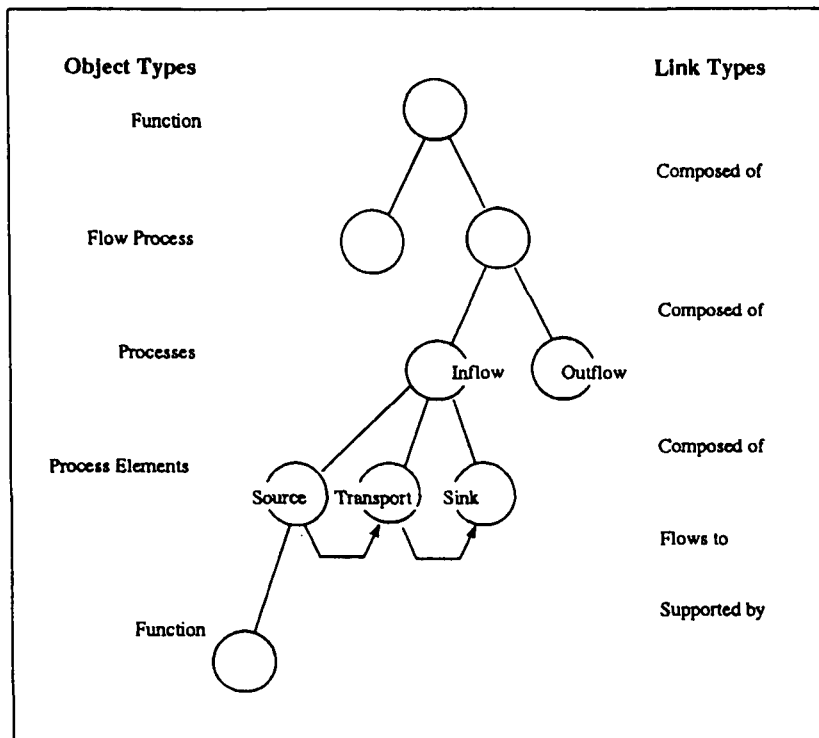 Object Types
Link Types
Function
Composed of
Flow Process
Composed of
Processes
Inflow
Outflow
Composed of
Process Elements
Source
Transport
Sink
Flows to
Supported by
Function